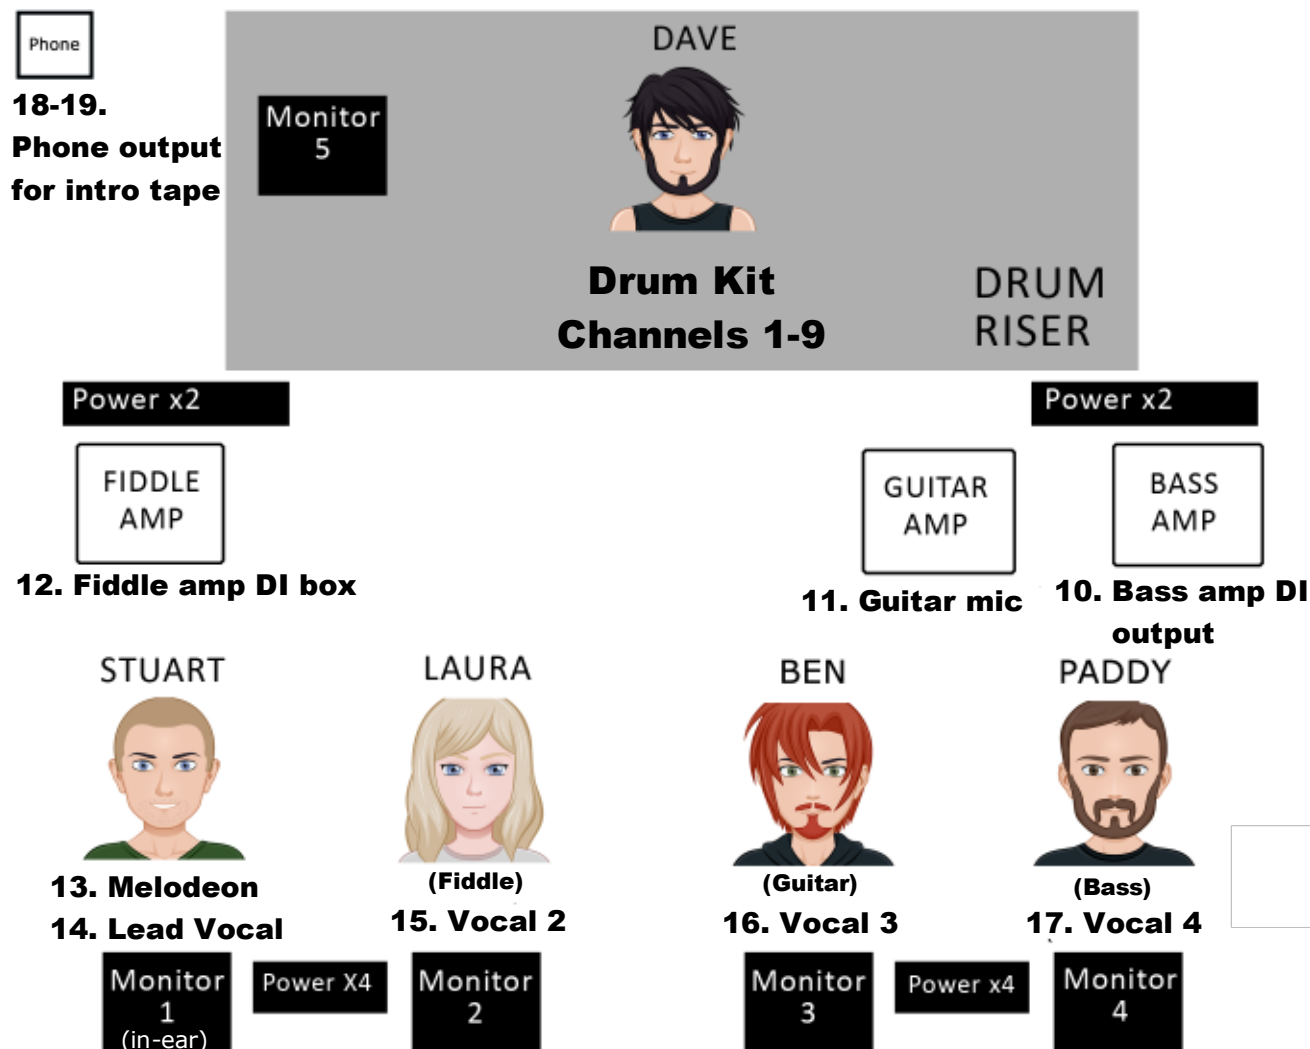 Phone
18-19.
Phone output
for intro tape
DAVE
Monitor
5
Drum Kit
Channels 1-9
DRUM
RISER
Power x2
Power x2
FIDDLE
AMP
GUITAR
AMP
BASS
AMP
12. Fiddle amp DI box
11. Guitar mic
10. Bass amp DI
output
STUART
LAURA
BEN
PADDY
13. Melodeon
14. Lead Vocal
(Fiddle)
15. Vocal 2
(Guitar)
16. Vocal 3
(Bass)
17. Vocal 4
Monitor
1
(in-ear)
Power X4
Monitor
2
Monitor
3
Power x4
Monitor
4